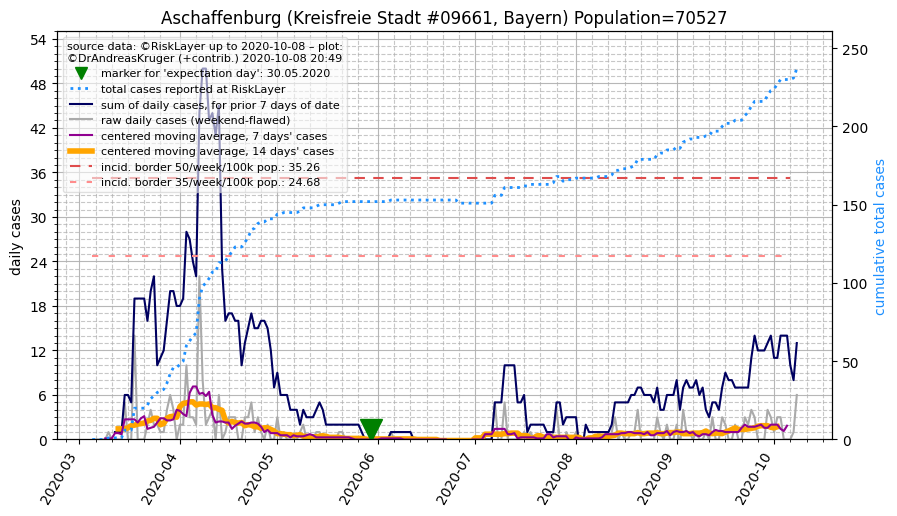 Aschaffenburg (Kreisfreie Stadt #09661, Bayern) Population=70527
source data: ©RiskLayer up to 2020-10-08 – plot:
©DrAndreasKruger (+contrib.) 2020-10-08 20:49
marker for 'expectation day': 30.05.2020
total cases reported at RiskLayer
sum of daily cases, for prior 7 days of date
raw daily cases (weekend-flawed)
centered moving average, 7 days' cases
centered moving average, 14 days' cases
incid. border 50/week/100k pop.: 35.26
incid. border 35/week/100k pop.: 24.68
daily cases
54
48
42
36
30
24
18
12
6
0
cumulative total cases
250
200
150
100
50
0
2020-03
2020-04
2020-05
2020-06
2020-07
2020-08
2020-09
2020-10